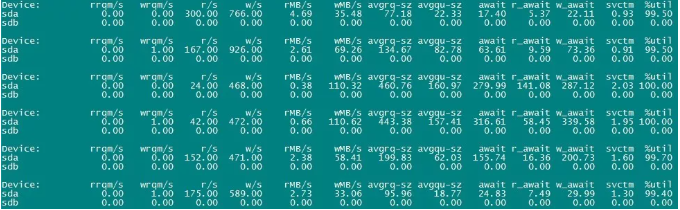 Device: rrqm/s wrqm/s r/s w/s rMB/s wMB/s avgrq-sz avgqu-sz await r_await w_await svctm %util
sda 0.00 0.00 300.00 766.00 4.69 35.48 77.18 22.33 17.40 5.37 22.11 0.93 99.50
sdb 0.00 0.00 0.00 0.00 0.00 0.00 0.00 0.00 0.00 0.00 0.00 0.00 0.00
Device: rrqm/s wrqm/s r/s w/s rMB/s wMB/s avgrq-sz avgqu-sz await r_await w_await svctm %util
sda 0.00 1.00 167.00 926.00 2.61 69.26 134.67 82.78 63.61 9.59 73.36 0.91 99.50
sdb 0.00 0.00 0.00 0.00 0.00 0.00 0.00 0.00 0.00 0.00 0.00 0.00 0.00
Device: rrqm/s wrqm/s r/s w/s rMB/s wMB/s avgrq-sz avgqu-sz await r_await w_await svctm %util
sda 0.00 0.00 24.00 468.00 0.38 110.32 460.76 160.97 279.99 141.08 287.12 2.03 100.00
sdb 0.00 0.00 0.00 0.00 0.00 0.00 0.00 0.00 0.00 0.00 0.00 0.00 0.00
Device: rrqm/s wrqm/s r/s w/s rMB/s wMB/s avgrq-sz avgqu-sz await r_await w_await svctm %util
sda 0.00 1.00 42.00 472.00 0.66 110.62 443.38 157.41 316.61 58.45 339.58 1.95 100.00
sdb 0.00 0.00 0.00 0.00 0.00 0.00 0.00 0.00 0.00 0.00 0.00 0.00 0.00
Device: rrqm/s wrqm/s r/s w/s rMB/s wMB/s avgrq-sz avgqu-sz await r_await w_await svctm %util
sda 0.00 0.00 152.00 471.00 2.38 58.41 199.83 62.03 155.74 16.36 200.73 1.60 99.70
sdb 0.00 0.00 0.00 0.00 0.00 0.00 0.00 0.00 0.00 0.00 0.00 0.00 0.00
Device: rrqm/s wrqm/s r/s w/s rMB/s wMB/s avgrq-sz avgqu-sz await r_await w_await svctm %util
sda 0.00 1.00 175.00 589.00 2.73 33.06 95.96 18.77 24.83 7.49 29.99 1.30 99.40
sdb 0.00 0.00 0.00 0.00 0.00 0.00 0.00 0.00 0.00 0.00 0.00 0.00 0.00